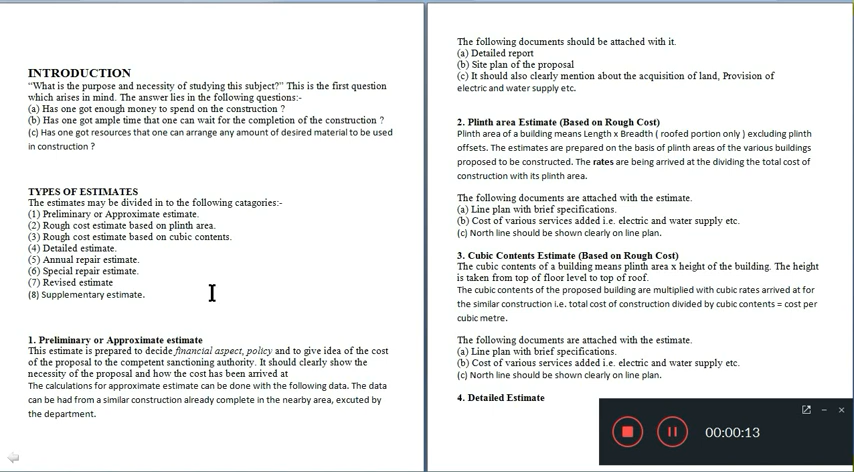 INTRODUCTION
“What is the purpose and necessity of studying this subject?” This is the first question
which arises in mind. The answer lies in the following questions:-
(a) Has one got enough money to spend on the construction ?
(b) Has one got ample time that one can wait for the completion of the construction ?
(c) Has one got resources that one can arrange any amount of desired material to be used
in construction ?
TYPES OF ESTIMATES
The estimates may be divided in to the following catagories:-
(1) Preliminary or Approximate estimate.
(2) Rough cost estimate based on plinth area.
(3) Rough cost estimate based on cubic contents.
(4) Detailed estimate.
(5) Annual repair estimate.
(6) Special repair estimate.
(7) Revised estimate
(8) Supplementary estimate.
1. Preliminary or Approximate estimate
This estimate is prepared to decide financial aspect, policy and to give idea of the cost
of the proposal to the competent sanctioning authority. It should clearly show the
necessity of the proposal and how the cost has been arrived at
The calculations for approximate estimate can be done with the following data. The data
can be had from a similar construction already complete in the nearby area, excuted by
the department.
The following documents should be attached with it.
(a) Detailed report
(b) Site plan of the proposal
(c) It should also clearly mention about the acquisition of land, Provision of
electric and water supply etc.
2. Plinth area Estimate (Based on Rough Cost)
Plinth area of a building means Length x Breadth ( roofed portion only ) excluding plinth
offsets. The estimates are prepared on the basis of plinth areas of the various buildings
proposed to be constructed. The rates are being arrived at the dividing the total cost of
construction with its plinth area.
The following documents are attached with the estimate.
(a) Line plan with brief specifications.
(b) Cost of various services added i.e. electric and water supply etc.
(c) North line should be shown clearly on line plan.
3. Cubic Contents Estimate (Based on Rough Cost)
The cubic contents of a building means plinth area x height of the building. The height
is taken from top of floor level to top of roof.
The cubic contents of the proposed building are multiplied with cubic rates arrived at for
the similar construction i.e. total cost of construction divided by cubic contents = cost per
cubic metre.
The following documents are attached with the estimate.
(a) Line plan with brief specifications.
(b) Cost of various services added i.e. electric and water supply etc.
(c) North line should be shown clearly on line plan.
4. Detailed Estimate
00:00:13